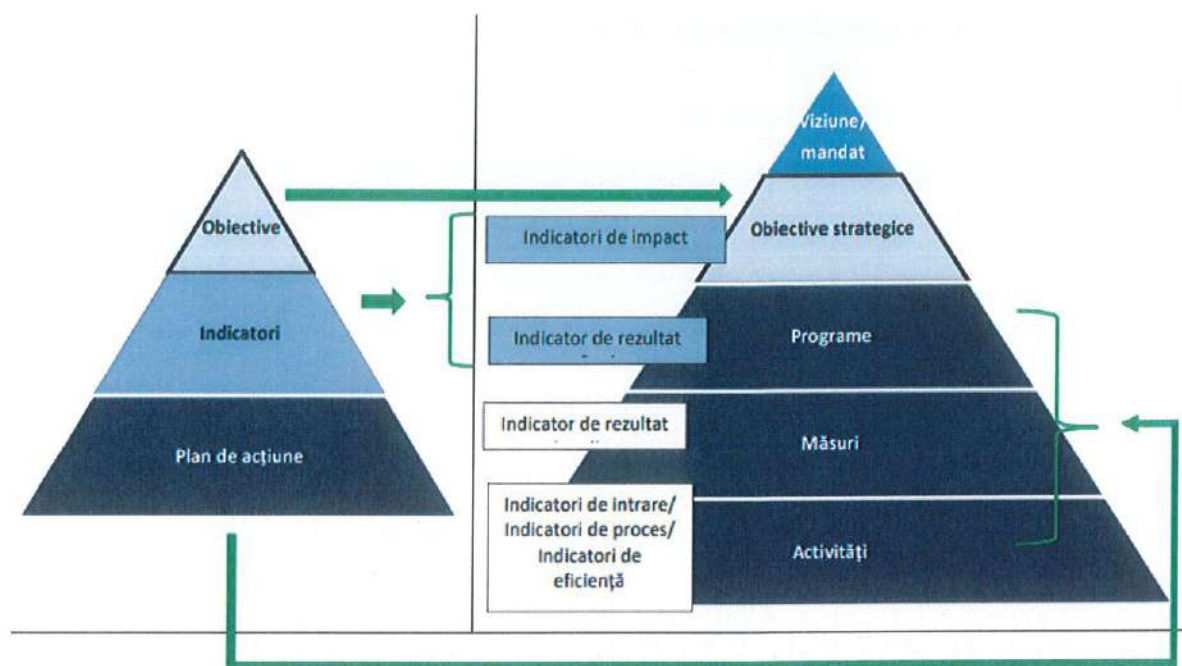 Obiective
Indicatori
Plan de acțiune
Viziune/
mandat
Indicatori de impact
Obiective strategice
Indicator de rezultat
Programe
Indicator de rezultat
Măsuri
Indicatori de intrare/
Indicatori de proces/
Indicatori de
eficiență
Activități